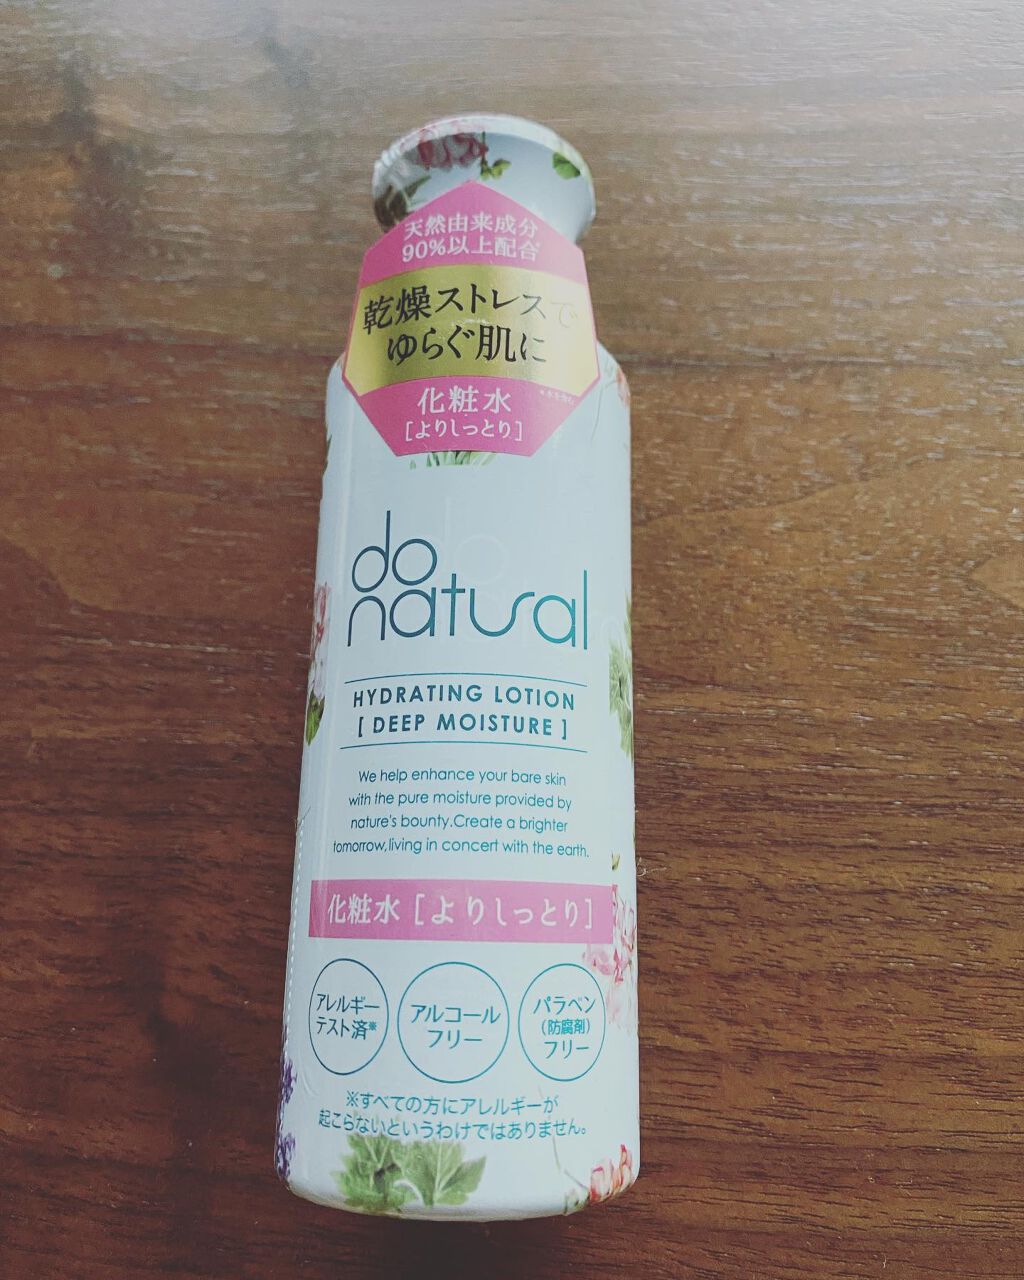 天然由来成分
90%以上配合*
乾燥ストレスで
ゆらぐ肌に
化粧水
*水を含む
[よりしっとり]
do
natural
HYDRATING LOTION
[ DEEP MOISTURE ]
We help enhance your bare skin
with the pure moisture provided by
nature's bounty.Create a brighter
tomorrow,living in concert with the earth.
化粧水 [よりしっとり]
アレルギー
テスト済※
アルコール
フリー
パラベン
(防腐剤)
フリー
※すべての方にアレルギーが
起こらないというわけではありません。